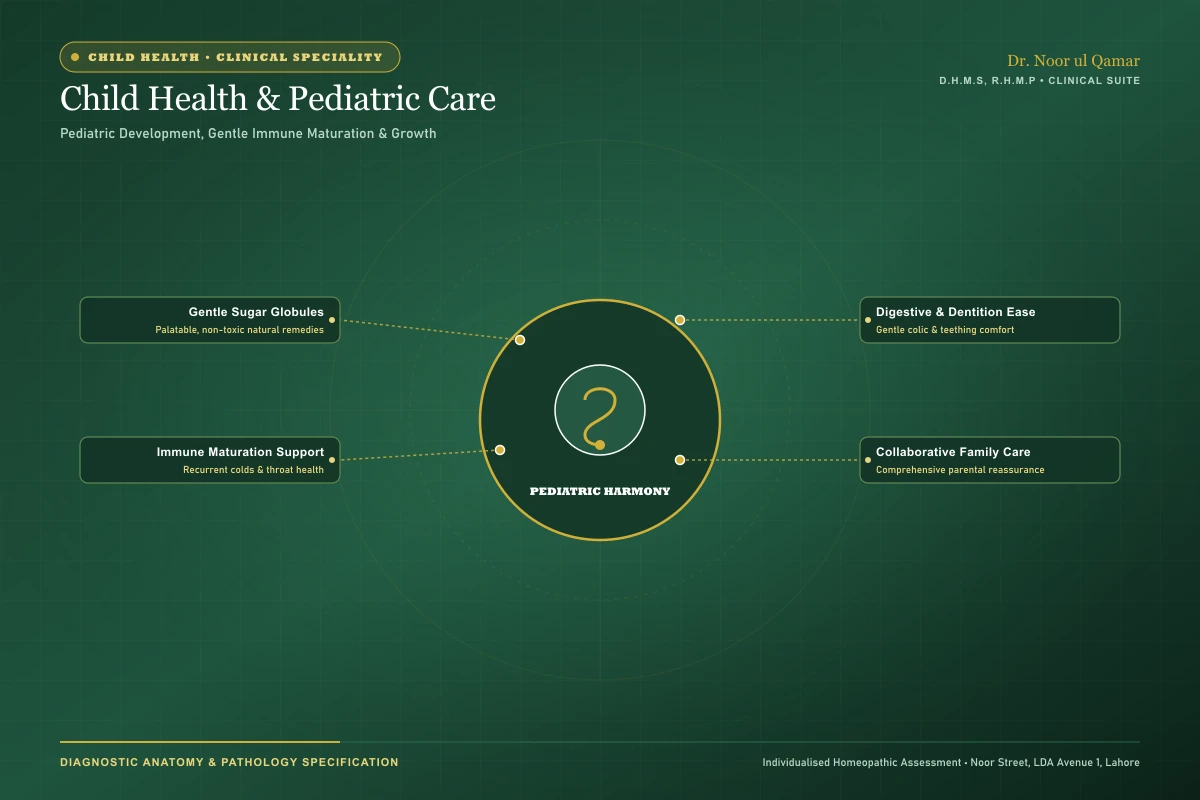 CHILD HEALTH • CLINICAL SPECIALITY
Child Health & Pediatric Care
Pediatric Development, Gentle Immune Maturation & Growth
Dr. Noor ul Qamar
D.H.M.S, R.H.M.P • CLINICAL SUITE
Gentle Sugar Globules
Palatable, non-toxic natural remedies
Digestive & Dentition Ease
Gentle colic & teething comfort
Immune Maturation Support
Recurrent colds & throat health
Collaborative Family Care
Comprehensive parental reassurance
PEDIATRIC HARMONY
DIAGNOSTIC ANATOMY & PATHOLOGY SPECIFICATION
Individualised Homeopathic Assessment • Noor Street, LDA Avenue 1, Lahore